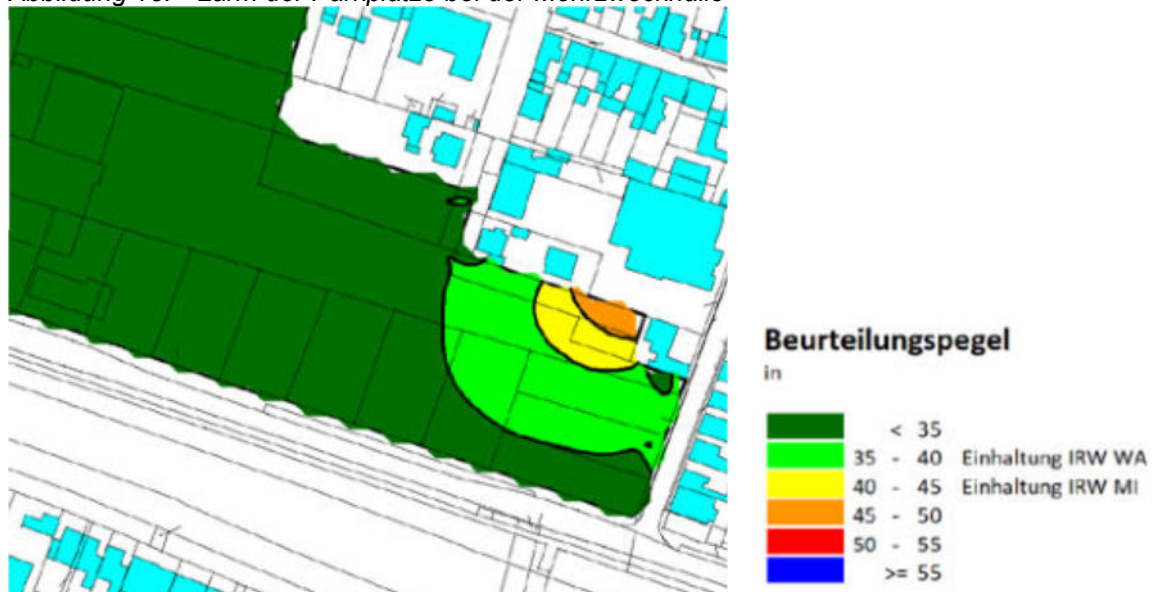 Beurteilungspegel
in
< 35
35 - 40 Einhaltung IRW WA
40 - 45 Einhaltung IRW MI
45 - 50
50 - 55
>= 55